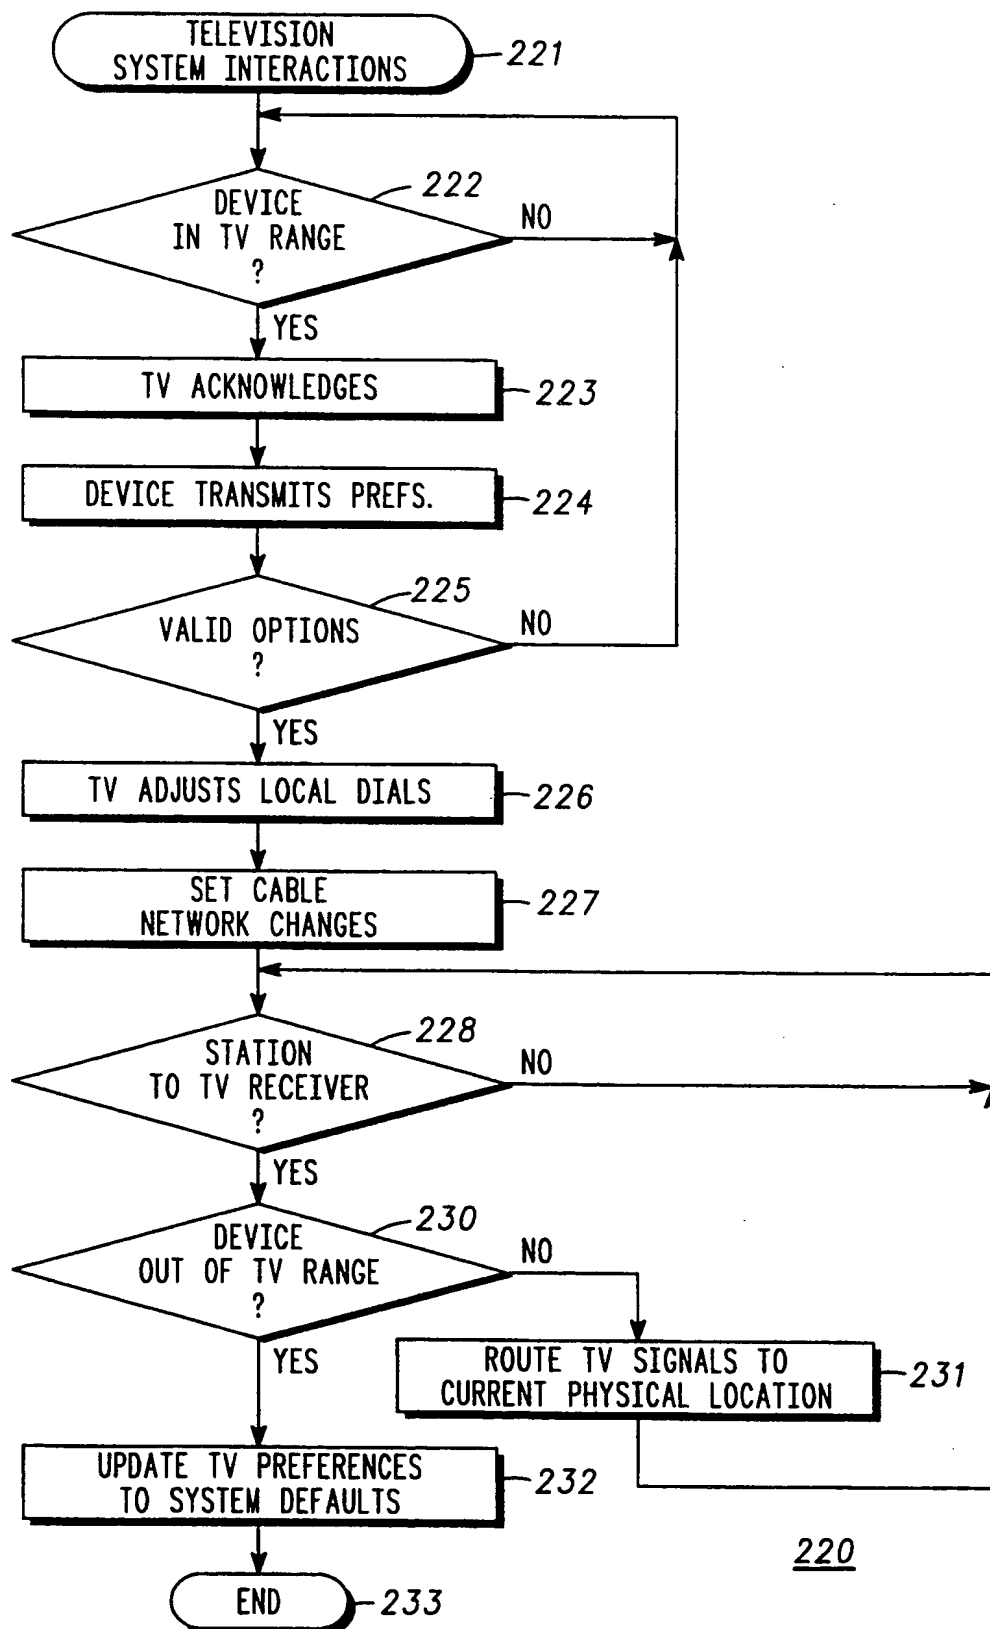 TELEVISION
SYSTEM INTERACTIONS
221
DEVICE
IN TV RANGE
?
222
NO
YES
TV ACKNOWLEDGES
223
DEVICE TRANSMITS PREFS.
224
VALID OPTIONS
?
225
NO
YES
TV ADJUSTS LOCAL DIALS
226
SET CABLE
NETWORK CHANGES
227
STATION
TO TV RECEIVER
?
228
NO
YES
DEVICE
OUT OF TV RANGE
?
230
NO
YES
ROUTE TV SIGNALS TO
CURRENT PHYSICAL LOCATION
231
UPDATE TV PREFERENCES
TO SYSTEM DEFAULTS
232
220
END
233